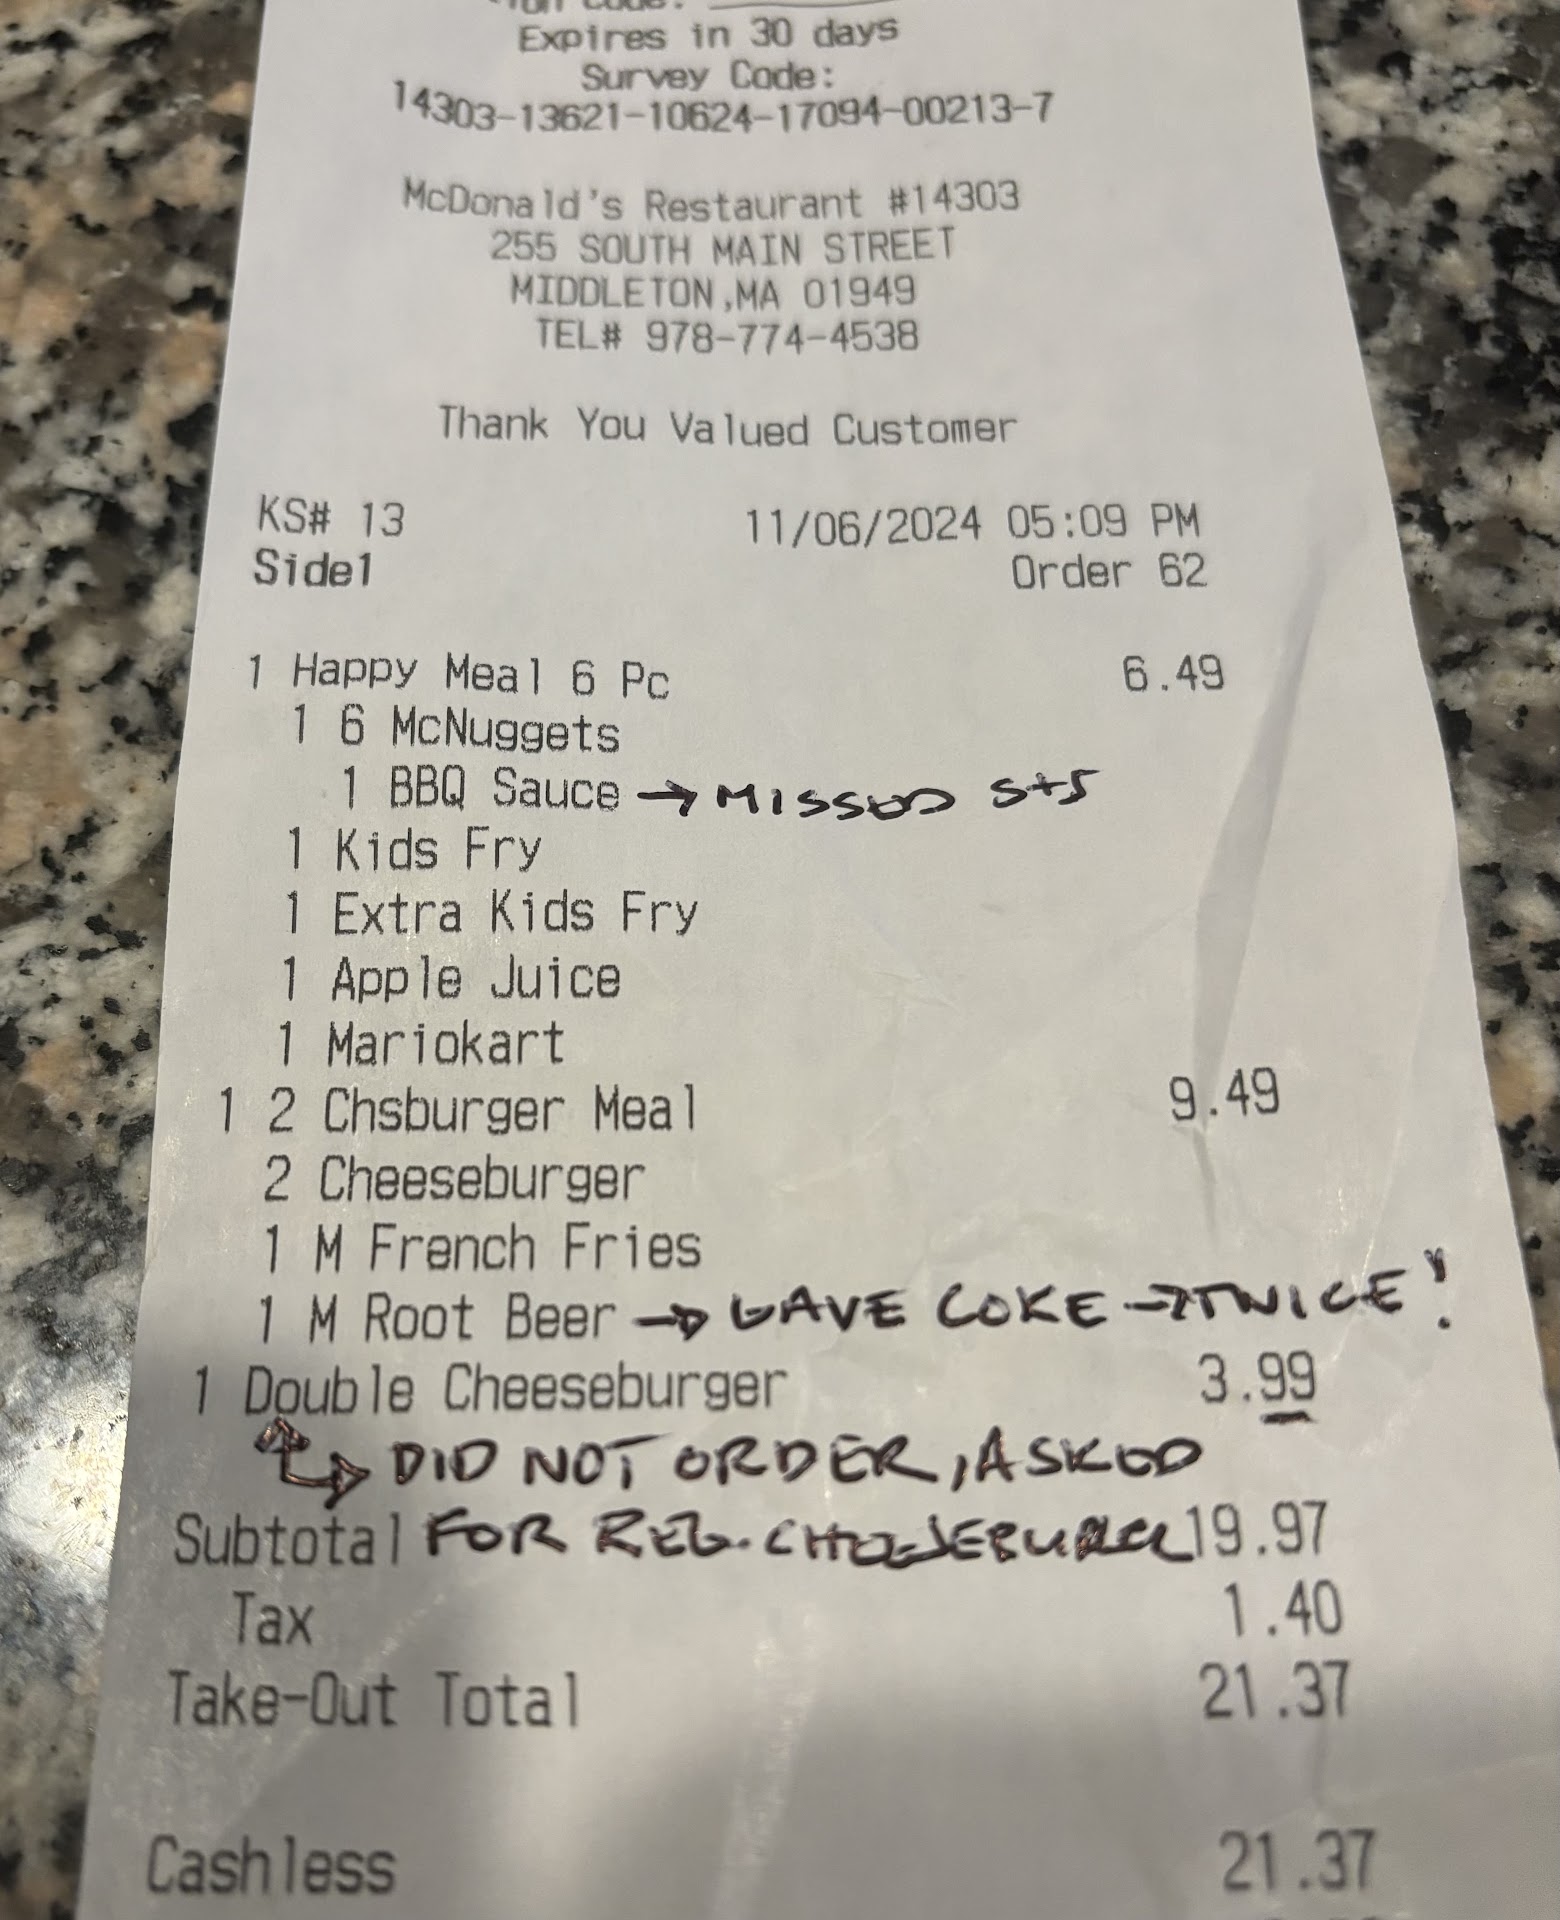 Expires in 30 days
Survey Code:
14303-13621-10624-17094-00213-7
McDonald's Restaurant #14303
255 SOUTH MAIN STREET
MIDDLETON,MA 01949
TEL# 978-774-4538
Thank You Valued Customer
KS# 13 11/06/2024 05:09 PM
Side1 Order 62
1 Happy Meal 6 Pc 6.49
1 6 McNuggets
1 BBQ Sauce → MISSED S+S
1 Kids Fry
1 Extra Kids Fry
1 Apple Juice
1 Mariokart
1 2 Chsburger Meal 9.49
2 Cheeseburger
1 M French Fries
1 M Root Beer → GAVE COKE → TWICE!
1 Double Cheeseburger 3.99
DID NOT ORDER, ASKED
Subtotal FOR REG. CHEESEBURGER 19.97
Tax 1.40
Take-Out Total 21.37
Cashless 21.37